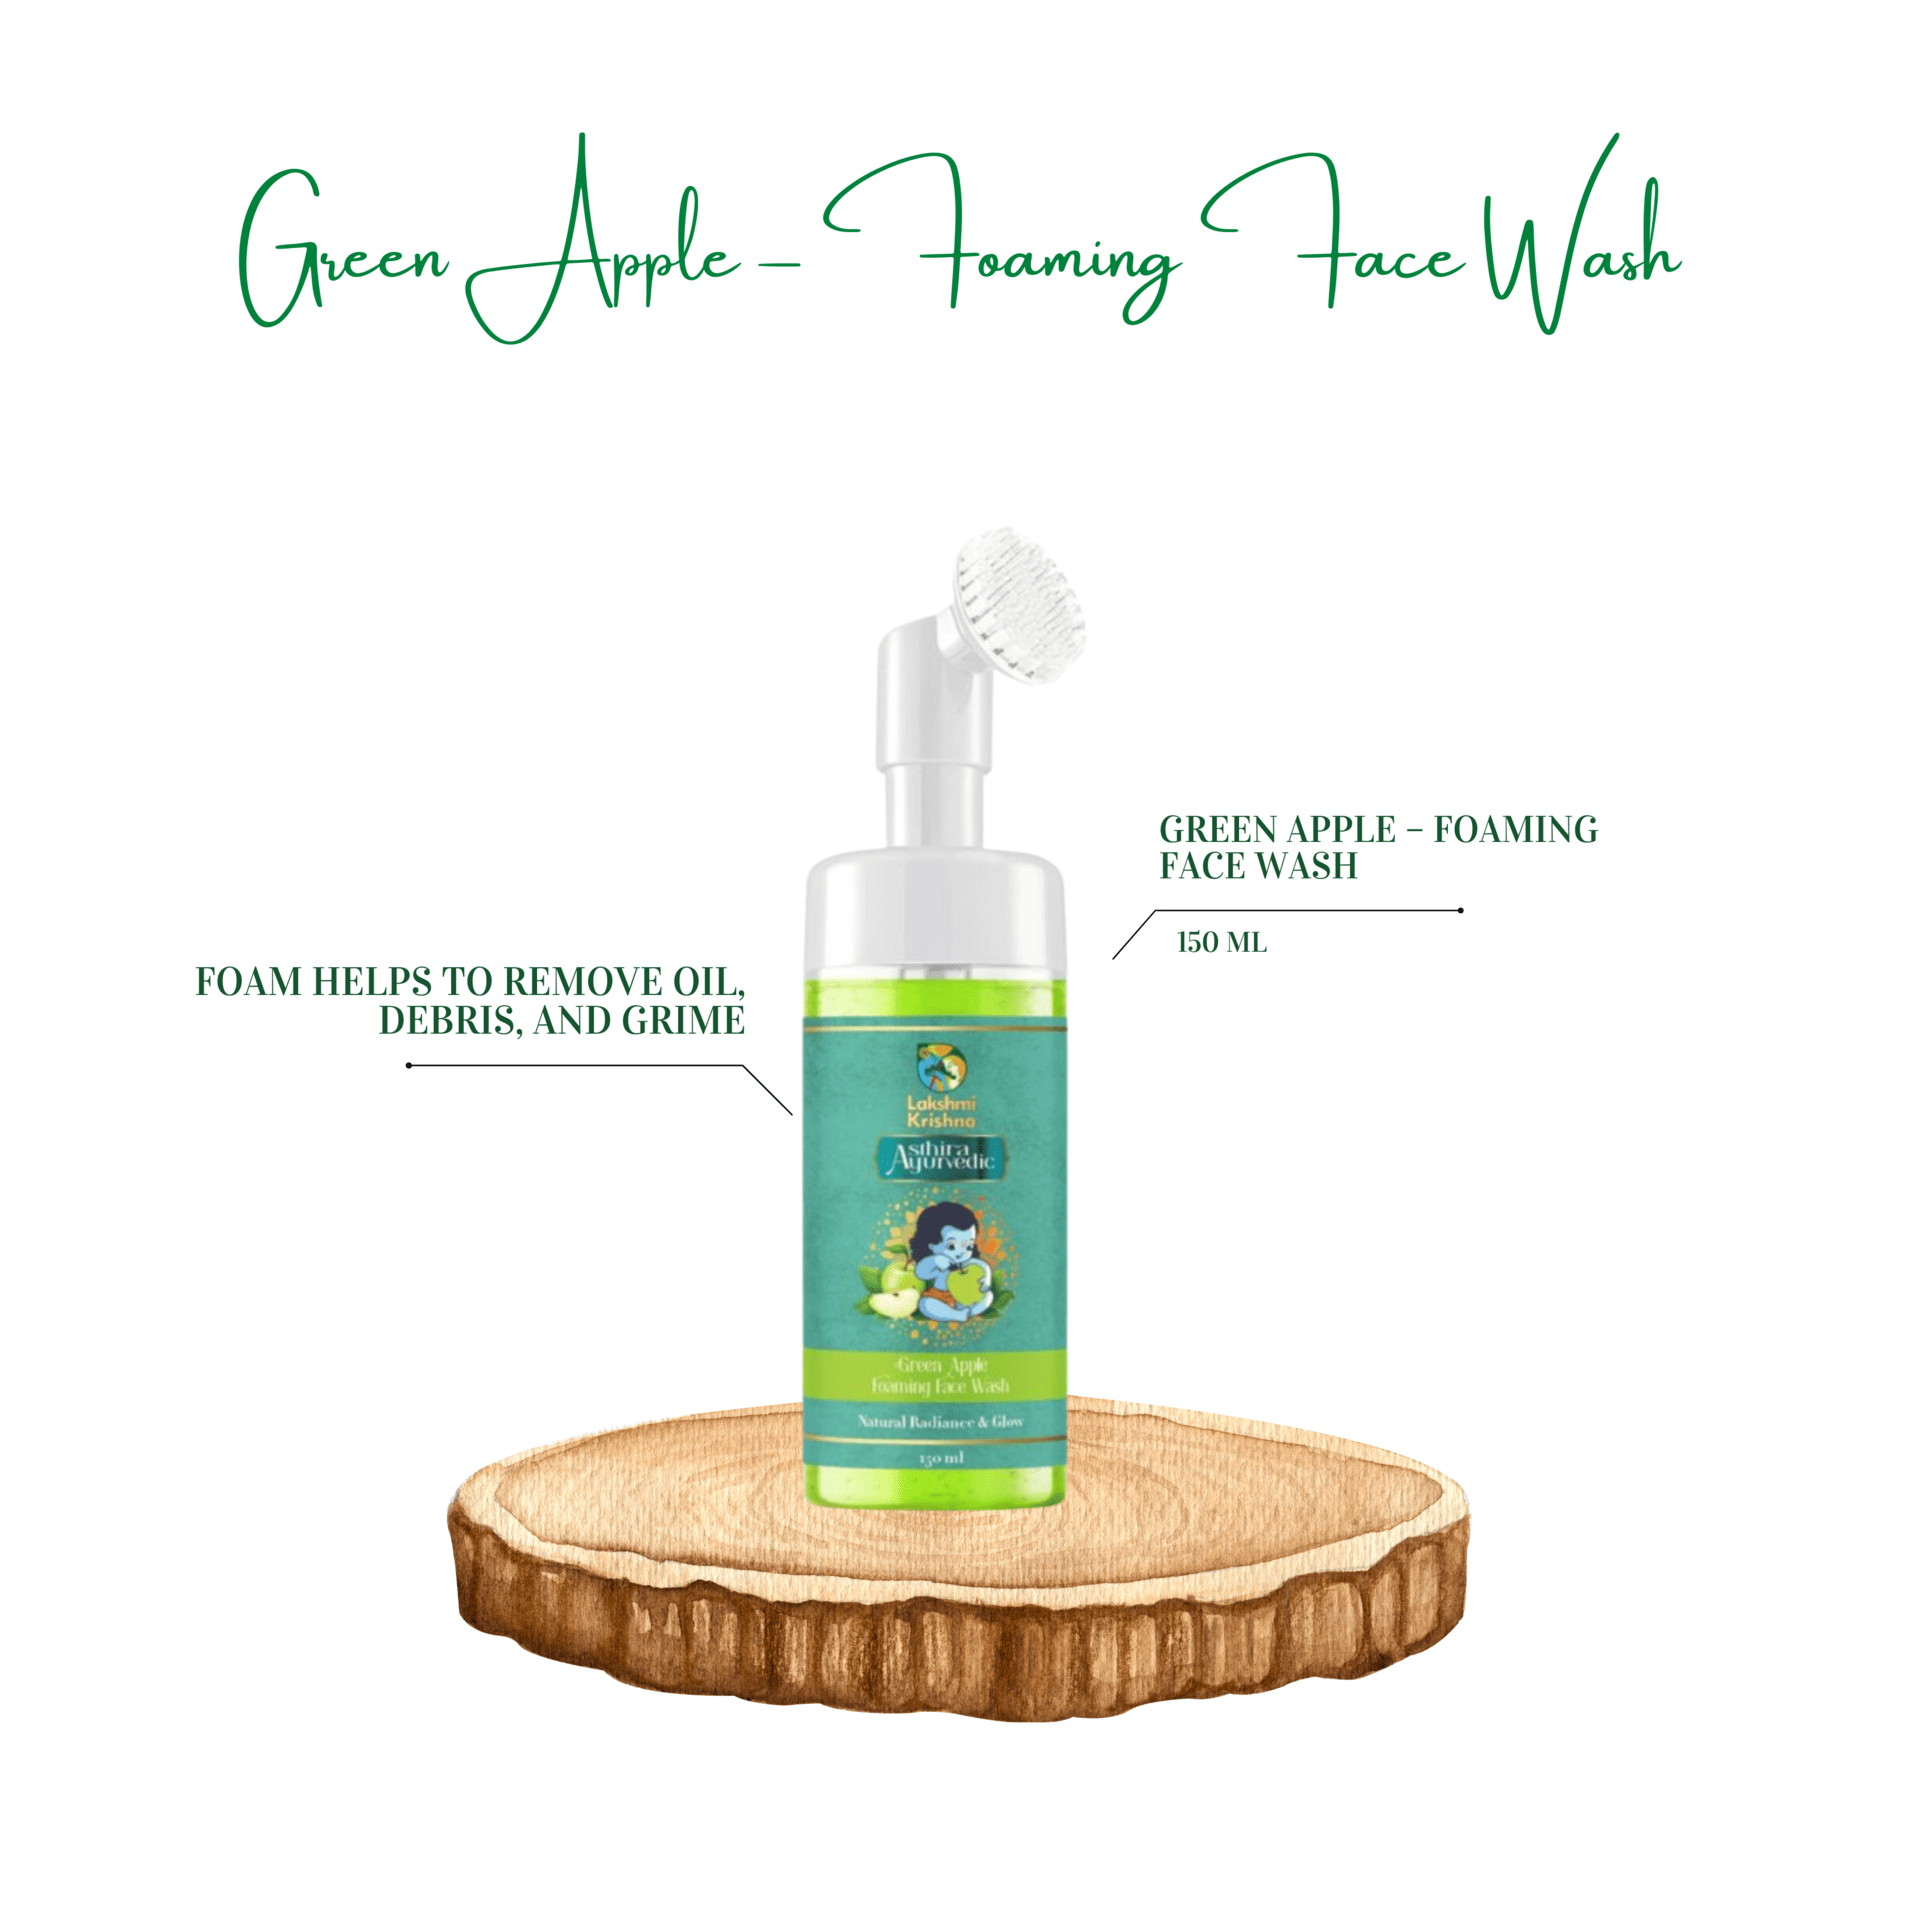 Green Apple – Foaming Face Wash
GREEN APPLE – FOAMING
FACE WASH
150 ML
FOAM HELPS TO REMOVE OIL,
DEBRIS, AND GRIME
Lakshmi
Krishna
Asthira
Ayurvedic
Green Apple
Foaming Face Wash
Natural Radiance & Glow
150 ml